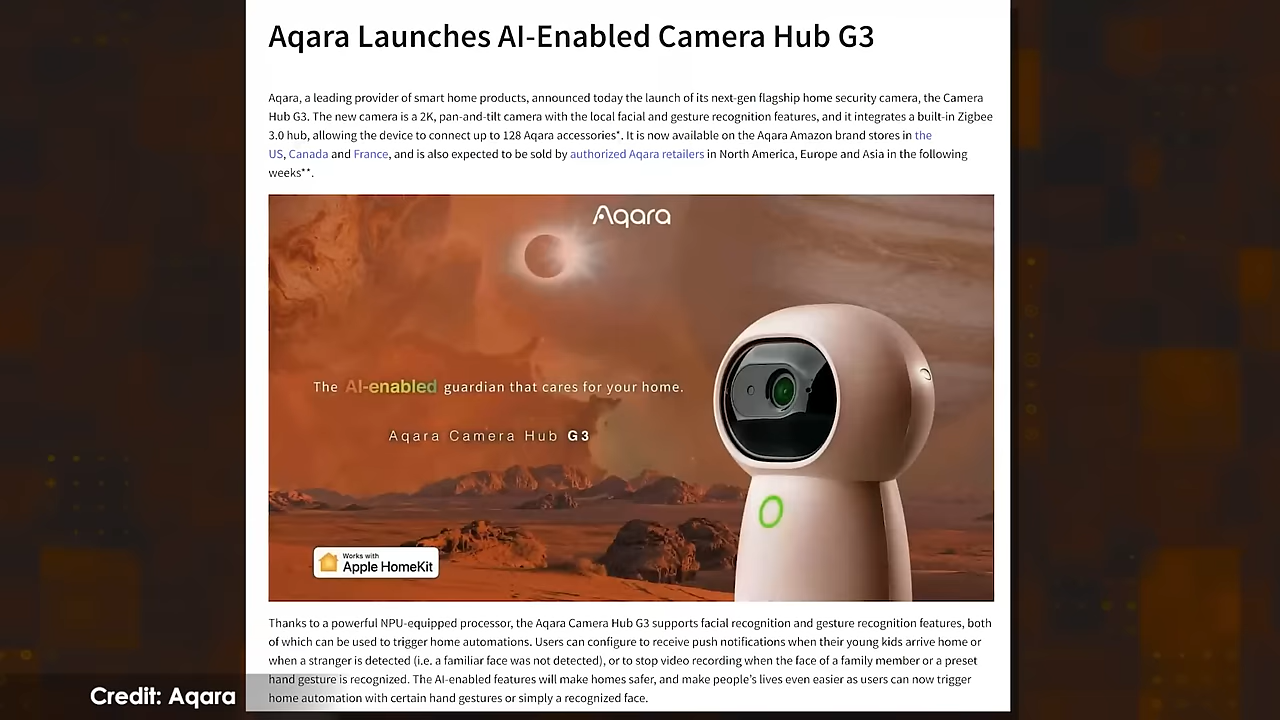 Aqara Launches AI-Enabled Camera Hub G3
Aqara, a leading provider of smart home products, announced today the launch of its next-gen flagship home security camera, the Camera
Hub G3. The new camera is a 2K, pan-and-tilt camera with the local facial and gesture recognition features, and it integrates a built-in Zigbee
3.0 hub, allowing the device to connect up to 128 Aqara accessories*. It is now available on the Aqara Amazon brand stores in the
US, Canada and France, and is also expected to be sold by authorized Aqara retailers in North America, Europe and Asia in the following
weeks**.
Aqara
The AI-enabled guardian that cares for your home.
Aqara Camera Hub G3
Works with
Apple HomeKit
Thanks to a powerful NPU-equipped processor, the Aqara Camera Hub G3 supports facial recognition and gesture recognition features, both
of which can be used to trigger home automations. Users can configure to receive push notifications when their young kids arrive home or
when a stranger is detected (i.e. a familiar face was not detected), or to stop video recording when the face of a family member or a preset
hand gesture is recognized. The AI-enabled features will make homes safer, and make people's lives even easier as users can now trigger
home automation with certain hand gestures or simply a recognized face.
Credit: Aqara